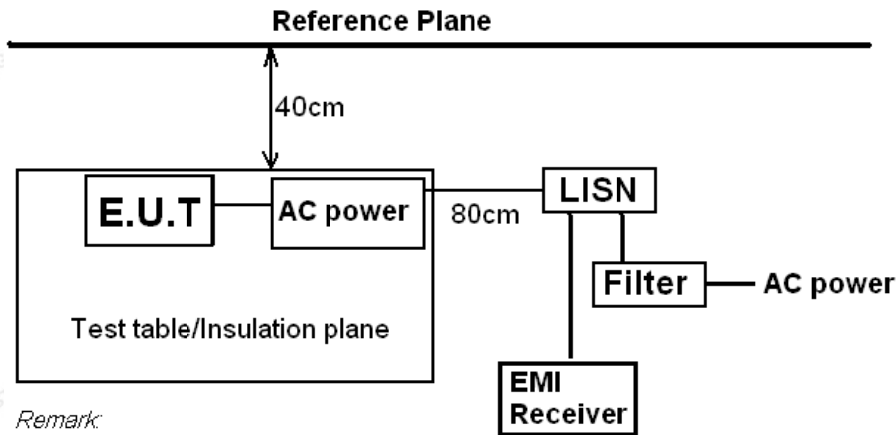 Reference Plane
40cm
E.U.T
AC power
80cm
LISN
Filter
AC power
Test table/Insulation plane
EMI
Receiver
Remark: